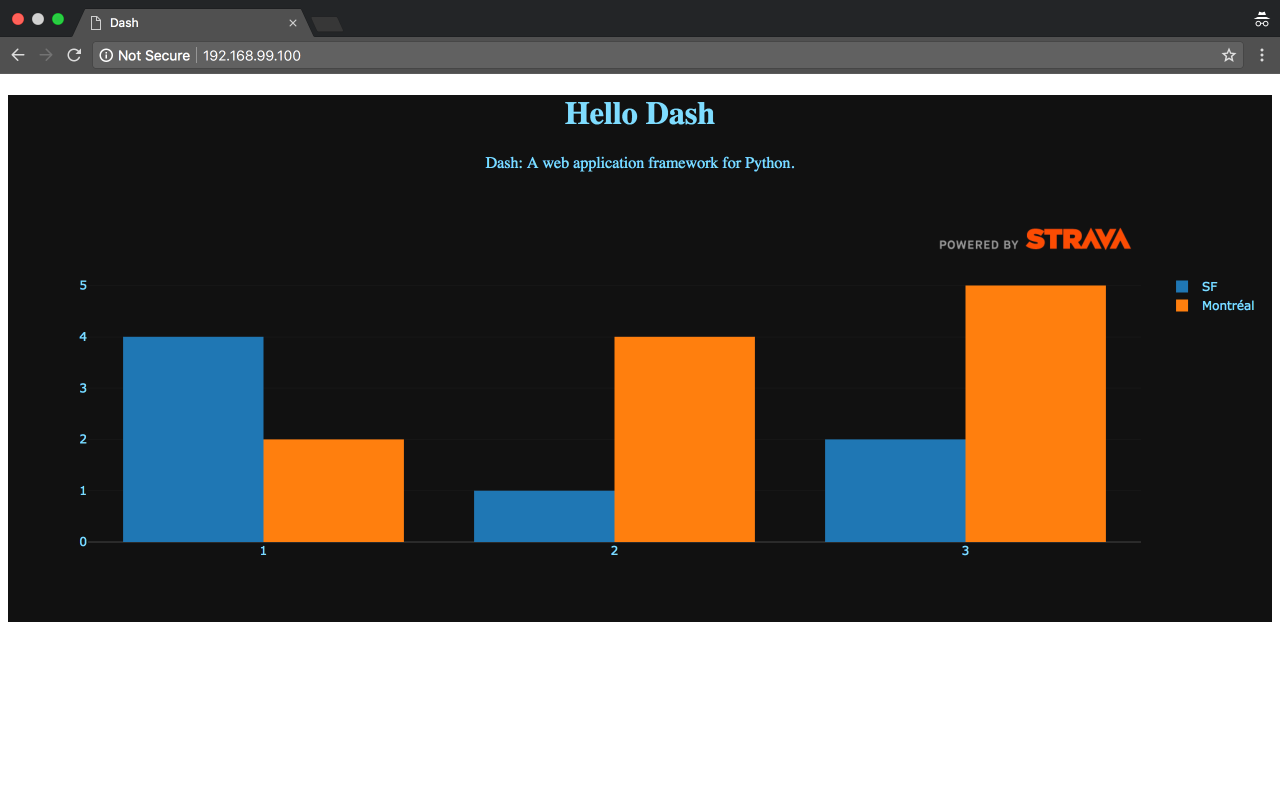 Dash
Not Secure
192.168.99.100
Hello Dash
Dash: A web application framework for Python.
POWERED BY STRAVA
5
4
3
2
1
0
1
2
3
SF
Montréal